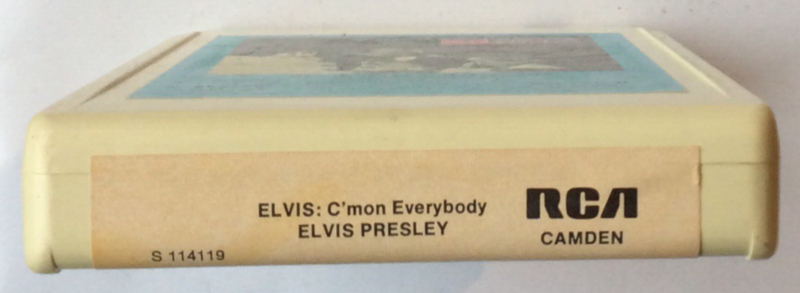 ELVIS: C'mon Everybody
ELVIS PRESLEY
RCA
CAMDEN
S 114119